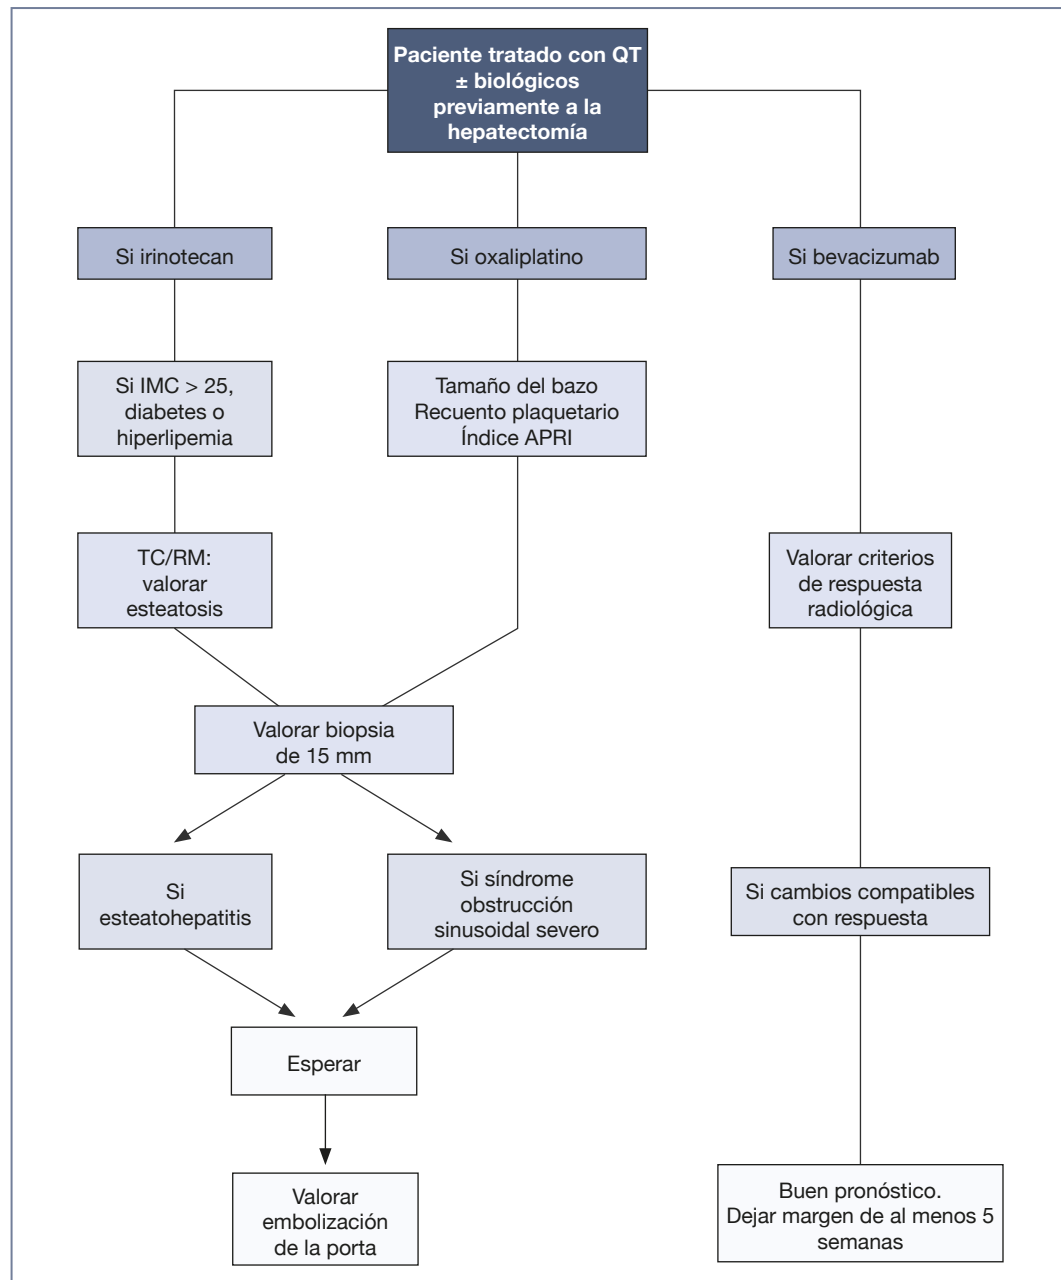 Paciente tratado con QT
± biológicos
previamente a la
hepatectomía
Si irinotecan
Si oxaliplatino
Si bevacizumab
Si IMC > 25,
diabetes o
hiperlipemia
Tamaño del bazo
Recuento plaquetario
Índice APRI
TC/RM:
valorar
esteatosis
Valorar criterios
de respuesta
radiológica
Valorar biopsia
de 15 mm
Si
esteatohepatitis
Si síndrome
obstrucción
sinusoidal severo
Si cambios compatibles
con respuesta
Esperar
Valorar
embolización
de la porta
Buen pronóstico.
Dejar margen de al menos 5
semanas